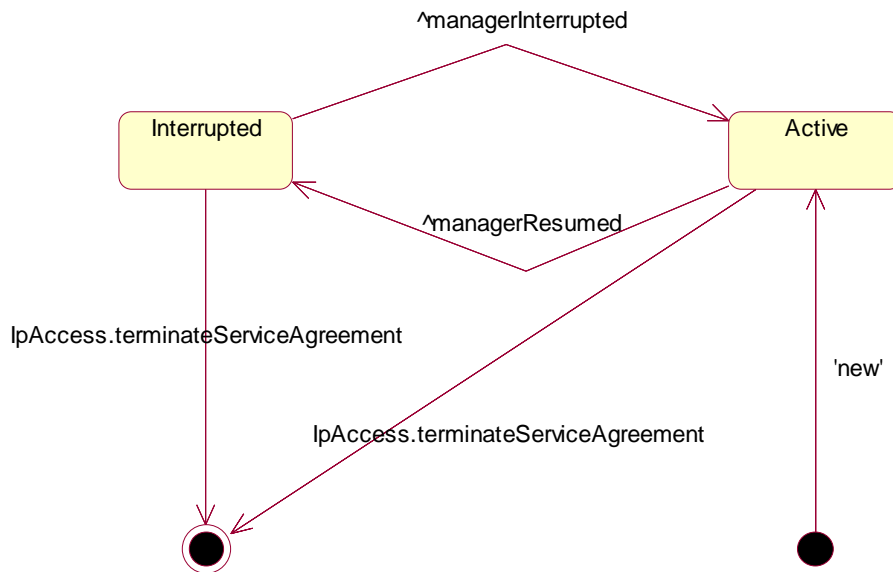 ^managerInterrupted
Interrupted
Active
^managerResumed
IpAccess.terminateServiceAgreement
'new'
IpAccess.terminateServiceAgreement